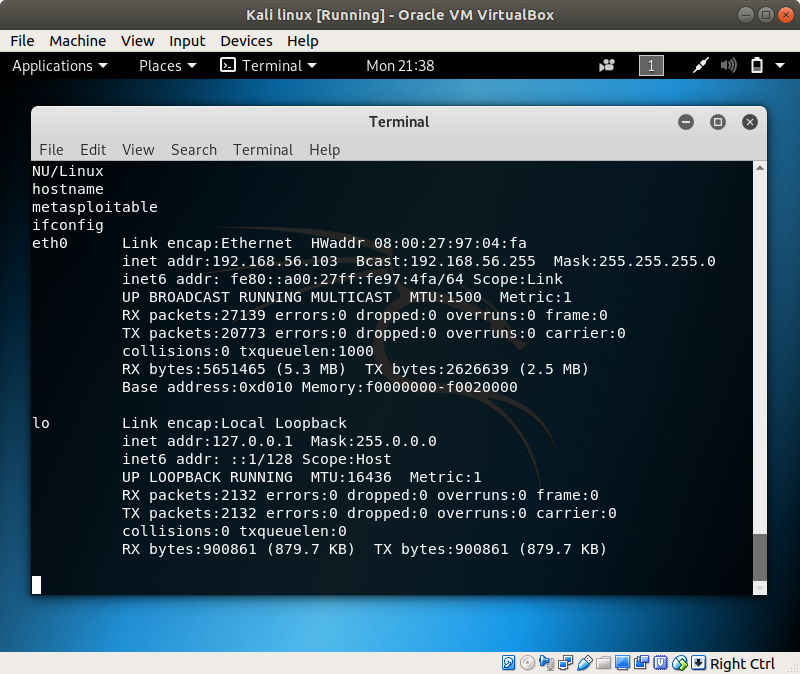 Kali linux [Running] - Oracle VM VirtualBox
File Machine View Input Devices Help
Applications Places Terminal Mon 21:38 1
Terminal
File Edit View Search Terminal Help
NU/Linux
hostname
metasploitable
ifconfig
eth0      Link encap:Ethernet  HWaddr 08:00:27:97:04:fa
          inet addr:192.168.56.103  Bcast:192.168.56.255  Mask:255.255.255.0
          inet6 addr: fe80::a00:27ff:fe97:4fa/64 Scope:Link
          UP BROADCAST RUNNING MULTICAST  MTU:1500  Metric:1
          RX packets:27139 errors:0 dropped:0 overruns:0 frame:0
          TX packets:20773 errors:0 dropped:0 overruns:0 carrier:0
          collisions:0 txqueuelen:1000
          RX bytes:5651465 (5.3 MB)  TX bytes:2626639 (2.5 MB)
          Base address:0xd010 Memory:f0000000-f0020000
lo        Link encap:Local Loopback
          inet addr:127.0.0.1  Mask:255.0.0.0
          inet6 addr: ::1/128 Scope:Host
          UP LOOPBACK RUNNING  MTU:16436  Metric:1
          RX packets:2132 errors:0 dropped:0 overruns:0 frame:0
          TX packets:2132 errors:0 dropped:0 overruns:0 carrier:0
          collisions:0 txqueuelen:0
          RX bytes:900861 (879.7 KB)  TX bytes:900861 (879.7 KB)
Right Ctrl